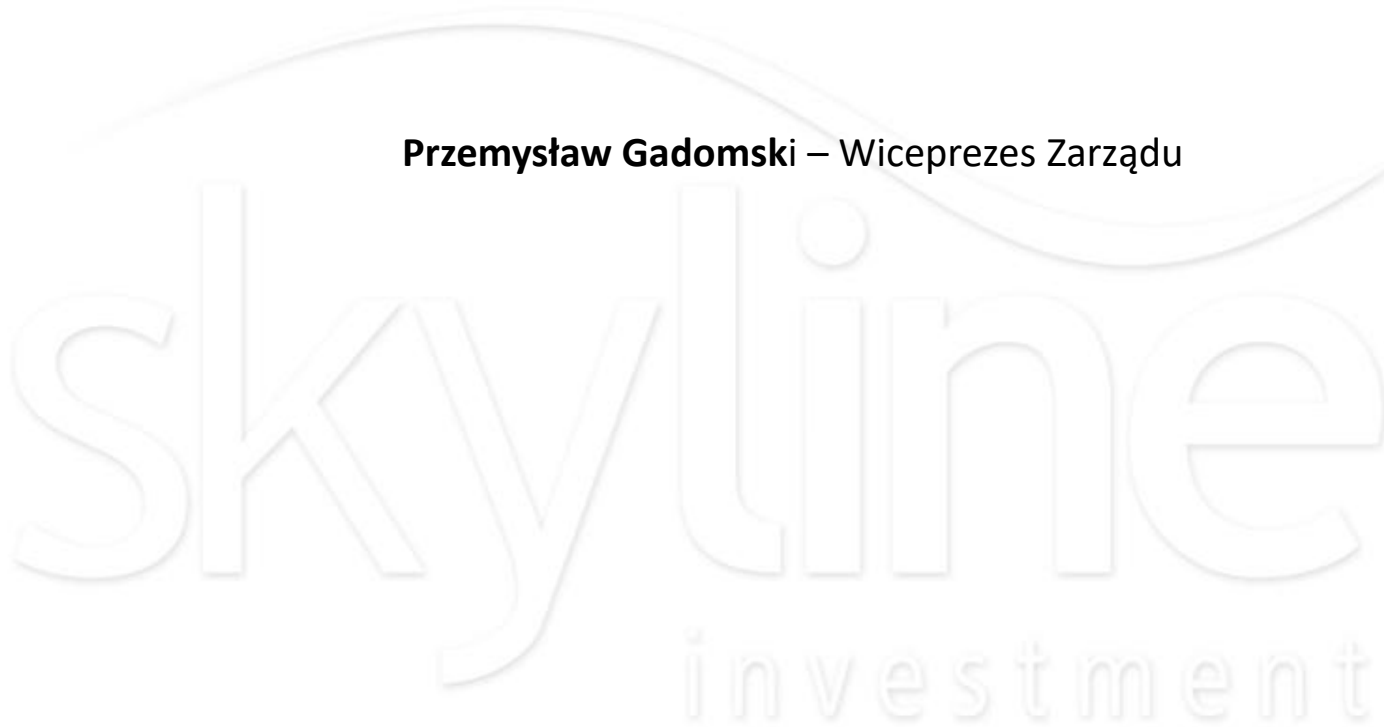 Przemysław Gadomski – Wiceprezes Zarządu
skyline
investment